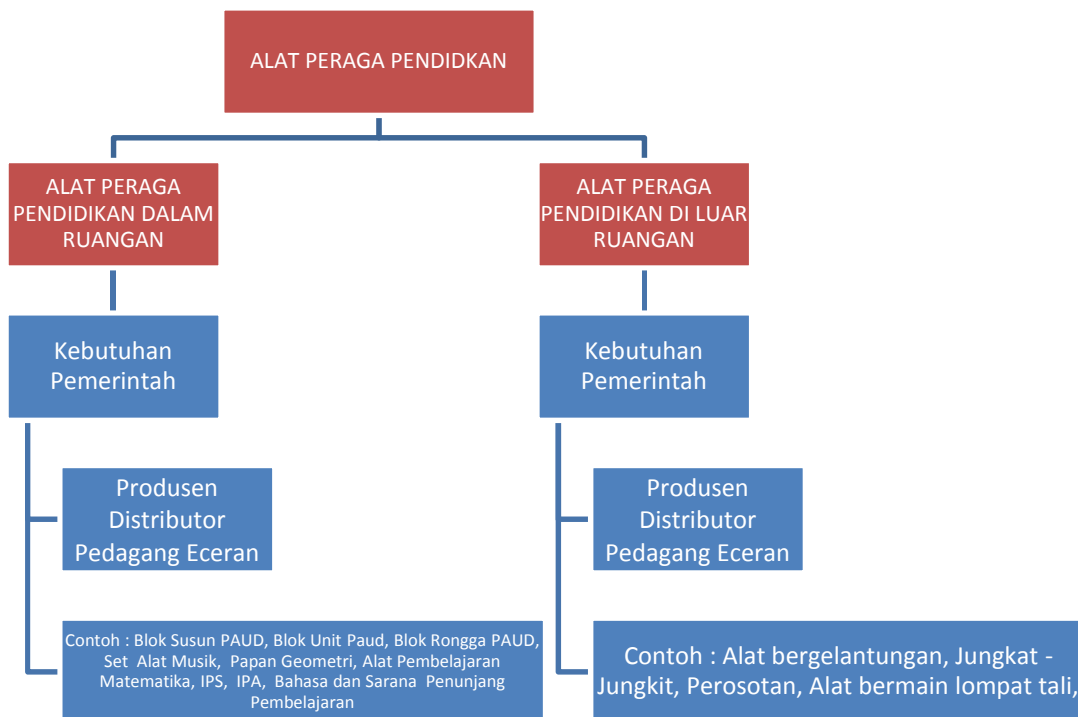 ALAT PERAGA PENDIDKAN
ALAT PERAGA
PENDIDIKAN DALAM
RUANGAN
Kebutuhan
Pemerintah
Produsen
Distributor
Pedagang Eceran
Contoh : Blok Susun PAUD, Blok Unit Paud, Blok Rongga PAUD,
Set Alat Musik, Papan Geometri, Alat Pembelajaran
Matematika, IPS, IPA, Bahasa dan Sarana Penunjang
Pembelajaran
ALAT PERAGA
PENDIDIKAN DI LUAR
RUANGAN
Kebutuhan
Pemerintah
Produsen
Distributor
Pedagang Eceran
Contoh : Alat bergelantungan, Jungkat -
Jungkit, Perosotan, Alat bermain lompat tali,